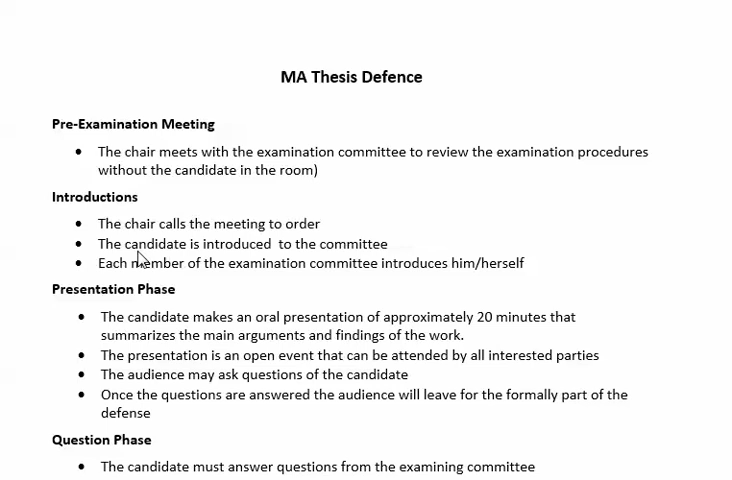 MA Thesis Defence
Pre-Examination Meeting
• The chair meets with the examination committee to review the examination procedures
without the candidate in the room)
Introductions
• The chair calls the meeting to order
• The candidate is introduced  to the committee
• Each member of the examination committee introduces him/herself
Presentation Phase
• The candidate makes an oral presentation of approximately 20 minutes that
summarizes the main arguments and findings of the work.
• The presentation is an open event that can be attended by all interested parties
• The audience may ask questions of the candidate
• Once the questions are answered the audience will leave for the formally part of the
defense
Question Phase
• The candidate must answer questions from the examining committee